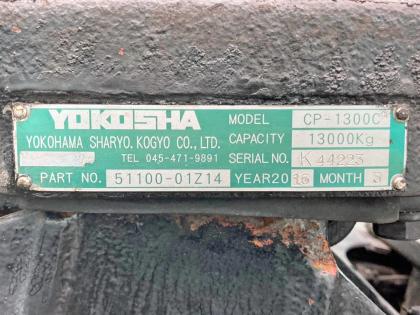 YOKOSHA MODEL CP-1300C
YOKOHAMA SHARYO. KOGYO CO., LTD. CAPACITY 13000Kg
TEL 045-471-9891 SERIAL NO. K 44223
PART NO. 51100-01Z14 YEAR20 16 MONTH 3